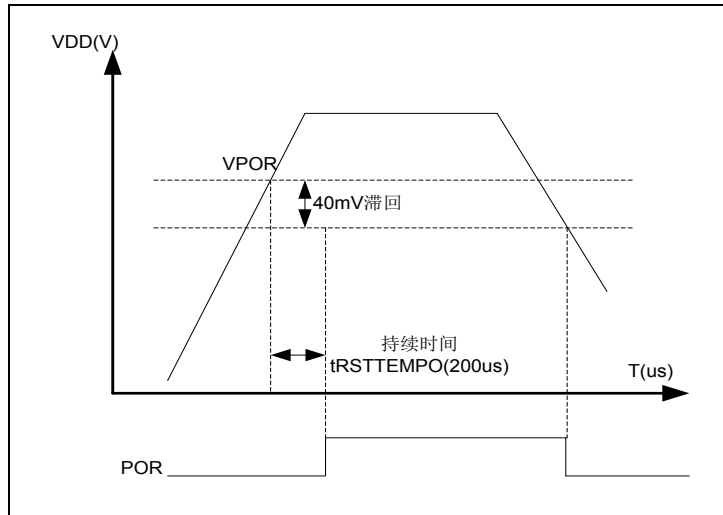 VDD(V)
VPOR
40mV滞回
持续时间
tRSTTEMPO(200us)
T(us)
POR